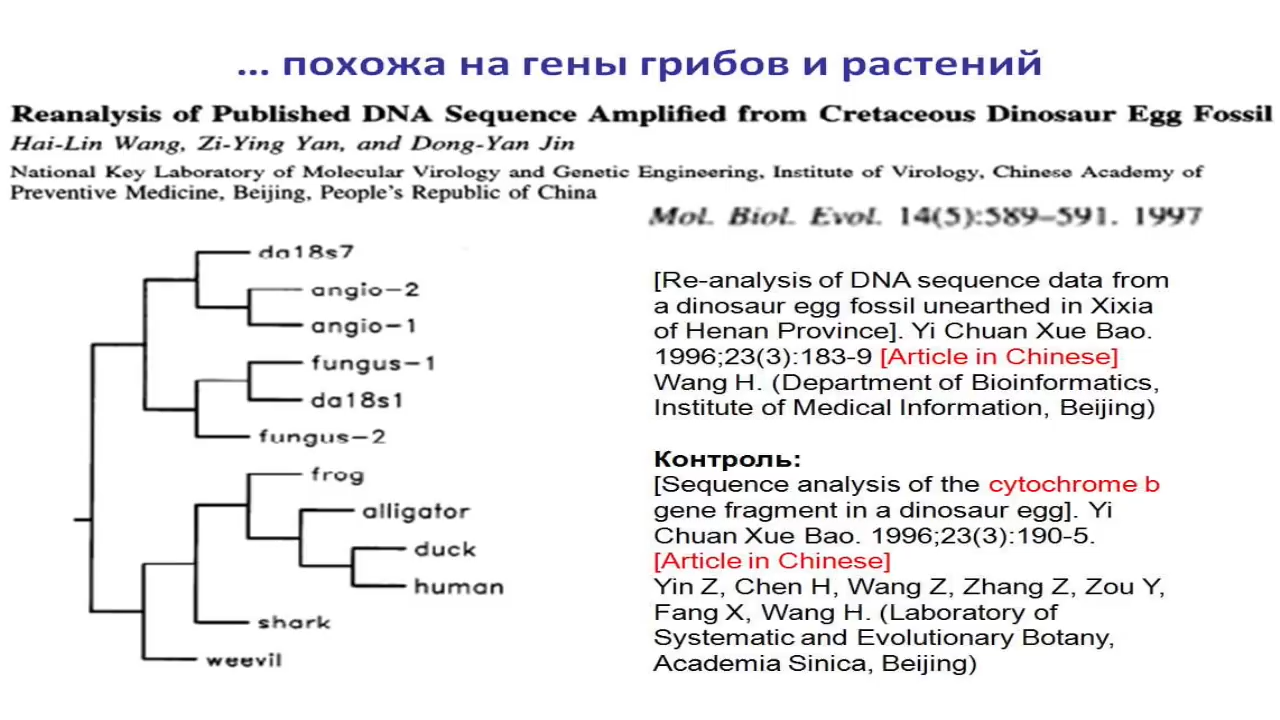 ... похожа на гены грибов и растений
Reanalysis of Published DNA Sequence Amplified from Cretaceous Dinosaur Egg Fossil
Hai-Lin Wang, Zi-Ying Yan, and Dong-Yan Jin
National Key Laboratory of Molecular Virology and Genetic Engineering, Institute of Virology, Chinese Academy of
Preventive Medicine, Beijing, People's Republic of China
Mol. Biol. Evol. 14(5):589–591. 1997
da18s7
angio-2
angio-1
fungus-1
da18s1
fungus-2
frog
alligator
duck
human
shark
weevil
[Re-analysis of DNA sequence data from
a dinosaur egg fossil unearthed in Xixia
of Henan Province]. Yi Chuan Xue Bao.
1996;23(3):183-9 [Article in Chinese]
Wang H. (Department of Bioinformatics,
Institute of Medical Information, Beijing)
Контроль:
[Sequence analysis of the cytochrome b
gene fragment in a dinosaur egg]. Yi
Chuan Xue Bao. 1996;23(3):190-5.
[Article in Chinese]
Yin Z, Chen H, Wang Z, Zhang Z, Zou Y,
Fang X, Wang H. (Laboratory of
Systematic and Evolutionary Botany,
Academia Sinica, Beijing)